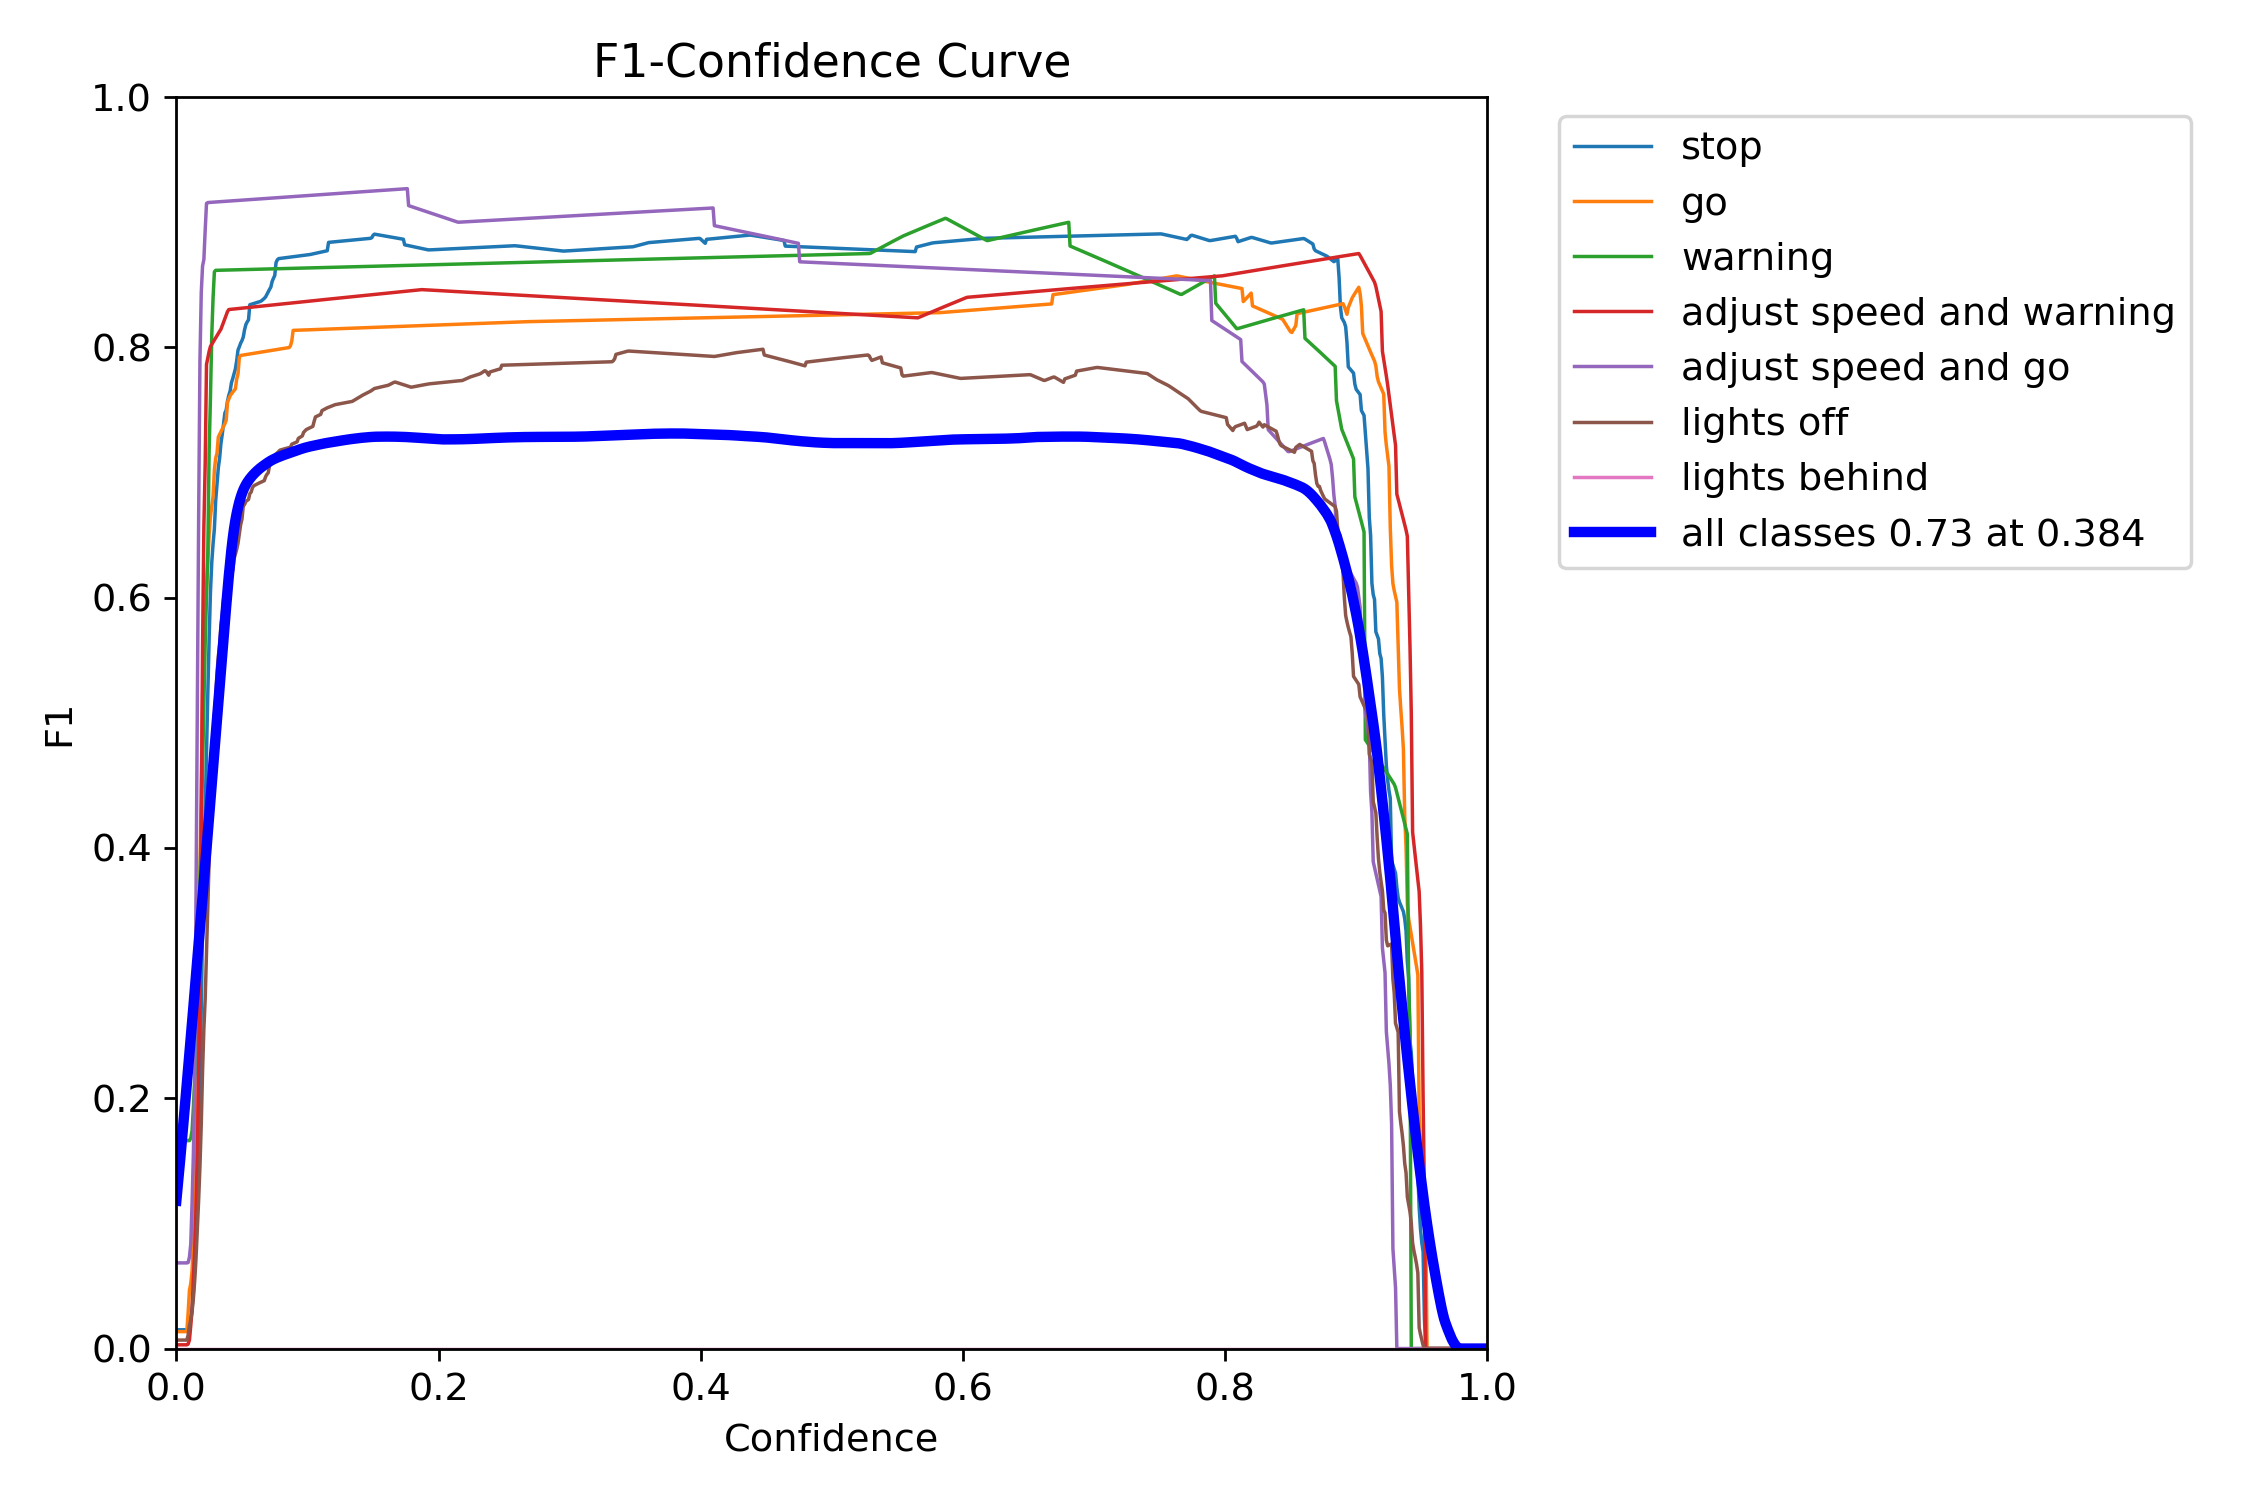 F1-Confidence Curve
1.0
0.8
0.6
0.4
0.2
0.0
F1
0.0 0.2 0.4 0.6 0.8 1.0
Confidence
stop
go
warning
adjust speed and warning
adjust speed and go
lights off
lights behind
all classes 0.73 at 0.384